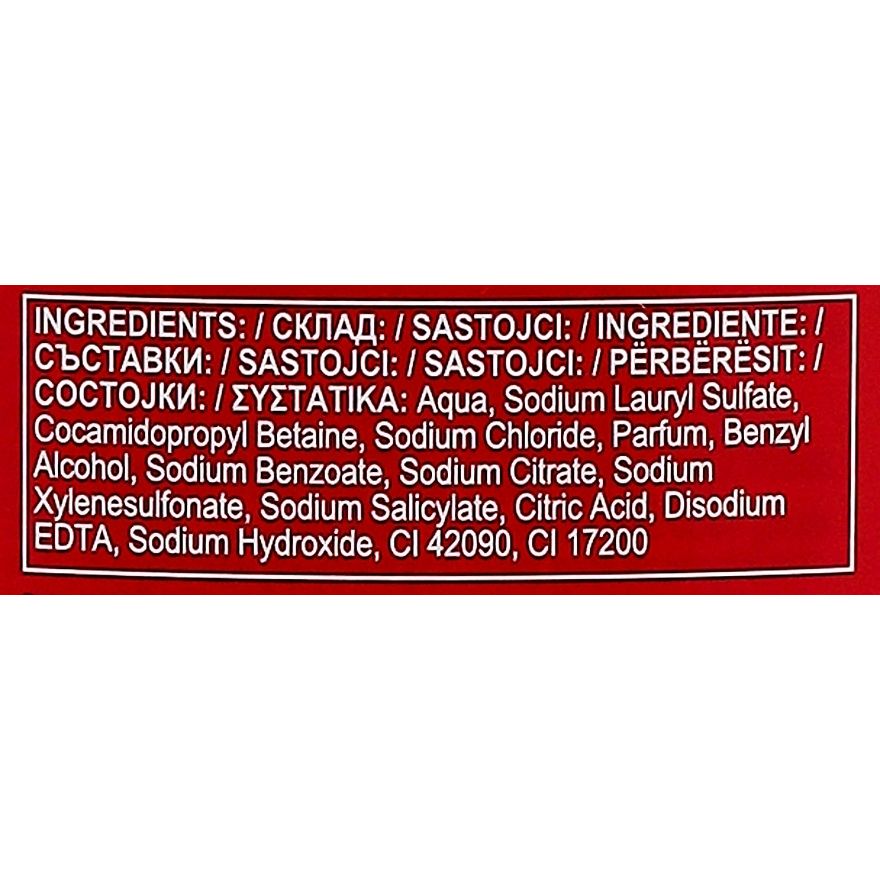 INGREDIENTS: / СКЛАД: / SASTOJCI: / INGREDIENTE: /
СЪСТАВКИ: / SASTOJCI: / SASTOJCI: / PËRBËRËSIT: /
СОСТОЈКИ: / ΣΥΣΤΑΤΙΚΑ: Aqua, Sodium Lauryl Sulfate,
Cocamidopropyl Betaine, Sodium Chloride, Parfum, Benzyl
Alcohol, Sodium Benzoate, Sodium Citrate, Sodium
Xylenesulfonate, Sodium Salicylate, Citric Acid, Disodium
EDTA, Sodium Hydroxide, CI 42090, CI 17200